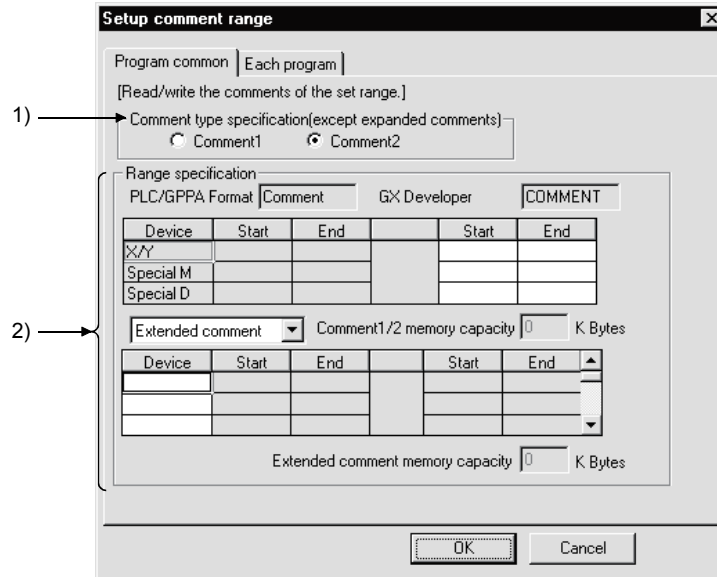 Setup comment range
Program common Each program
[Read/write the comments of the set range.]
1) Comment type specification(except expanded comments)
Comment1 Comment2
Range specification
PLC/GPPA Format Comment GX Developer COMMENT
Device Start End Start End
X/Y
Special M
Special D
2) Extended comment Comment1/2 memory capacity 0 K Bytes
Device Start End Start End
Extended comment memory capacity 0 K Bytes
OK Cancel